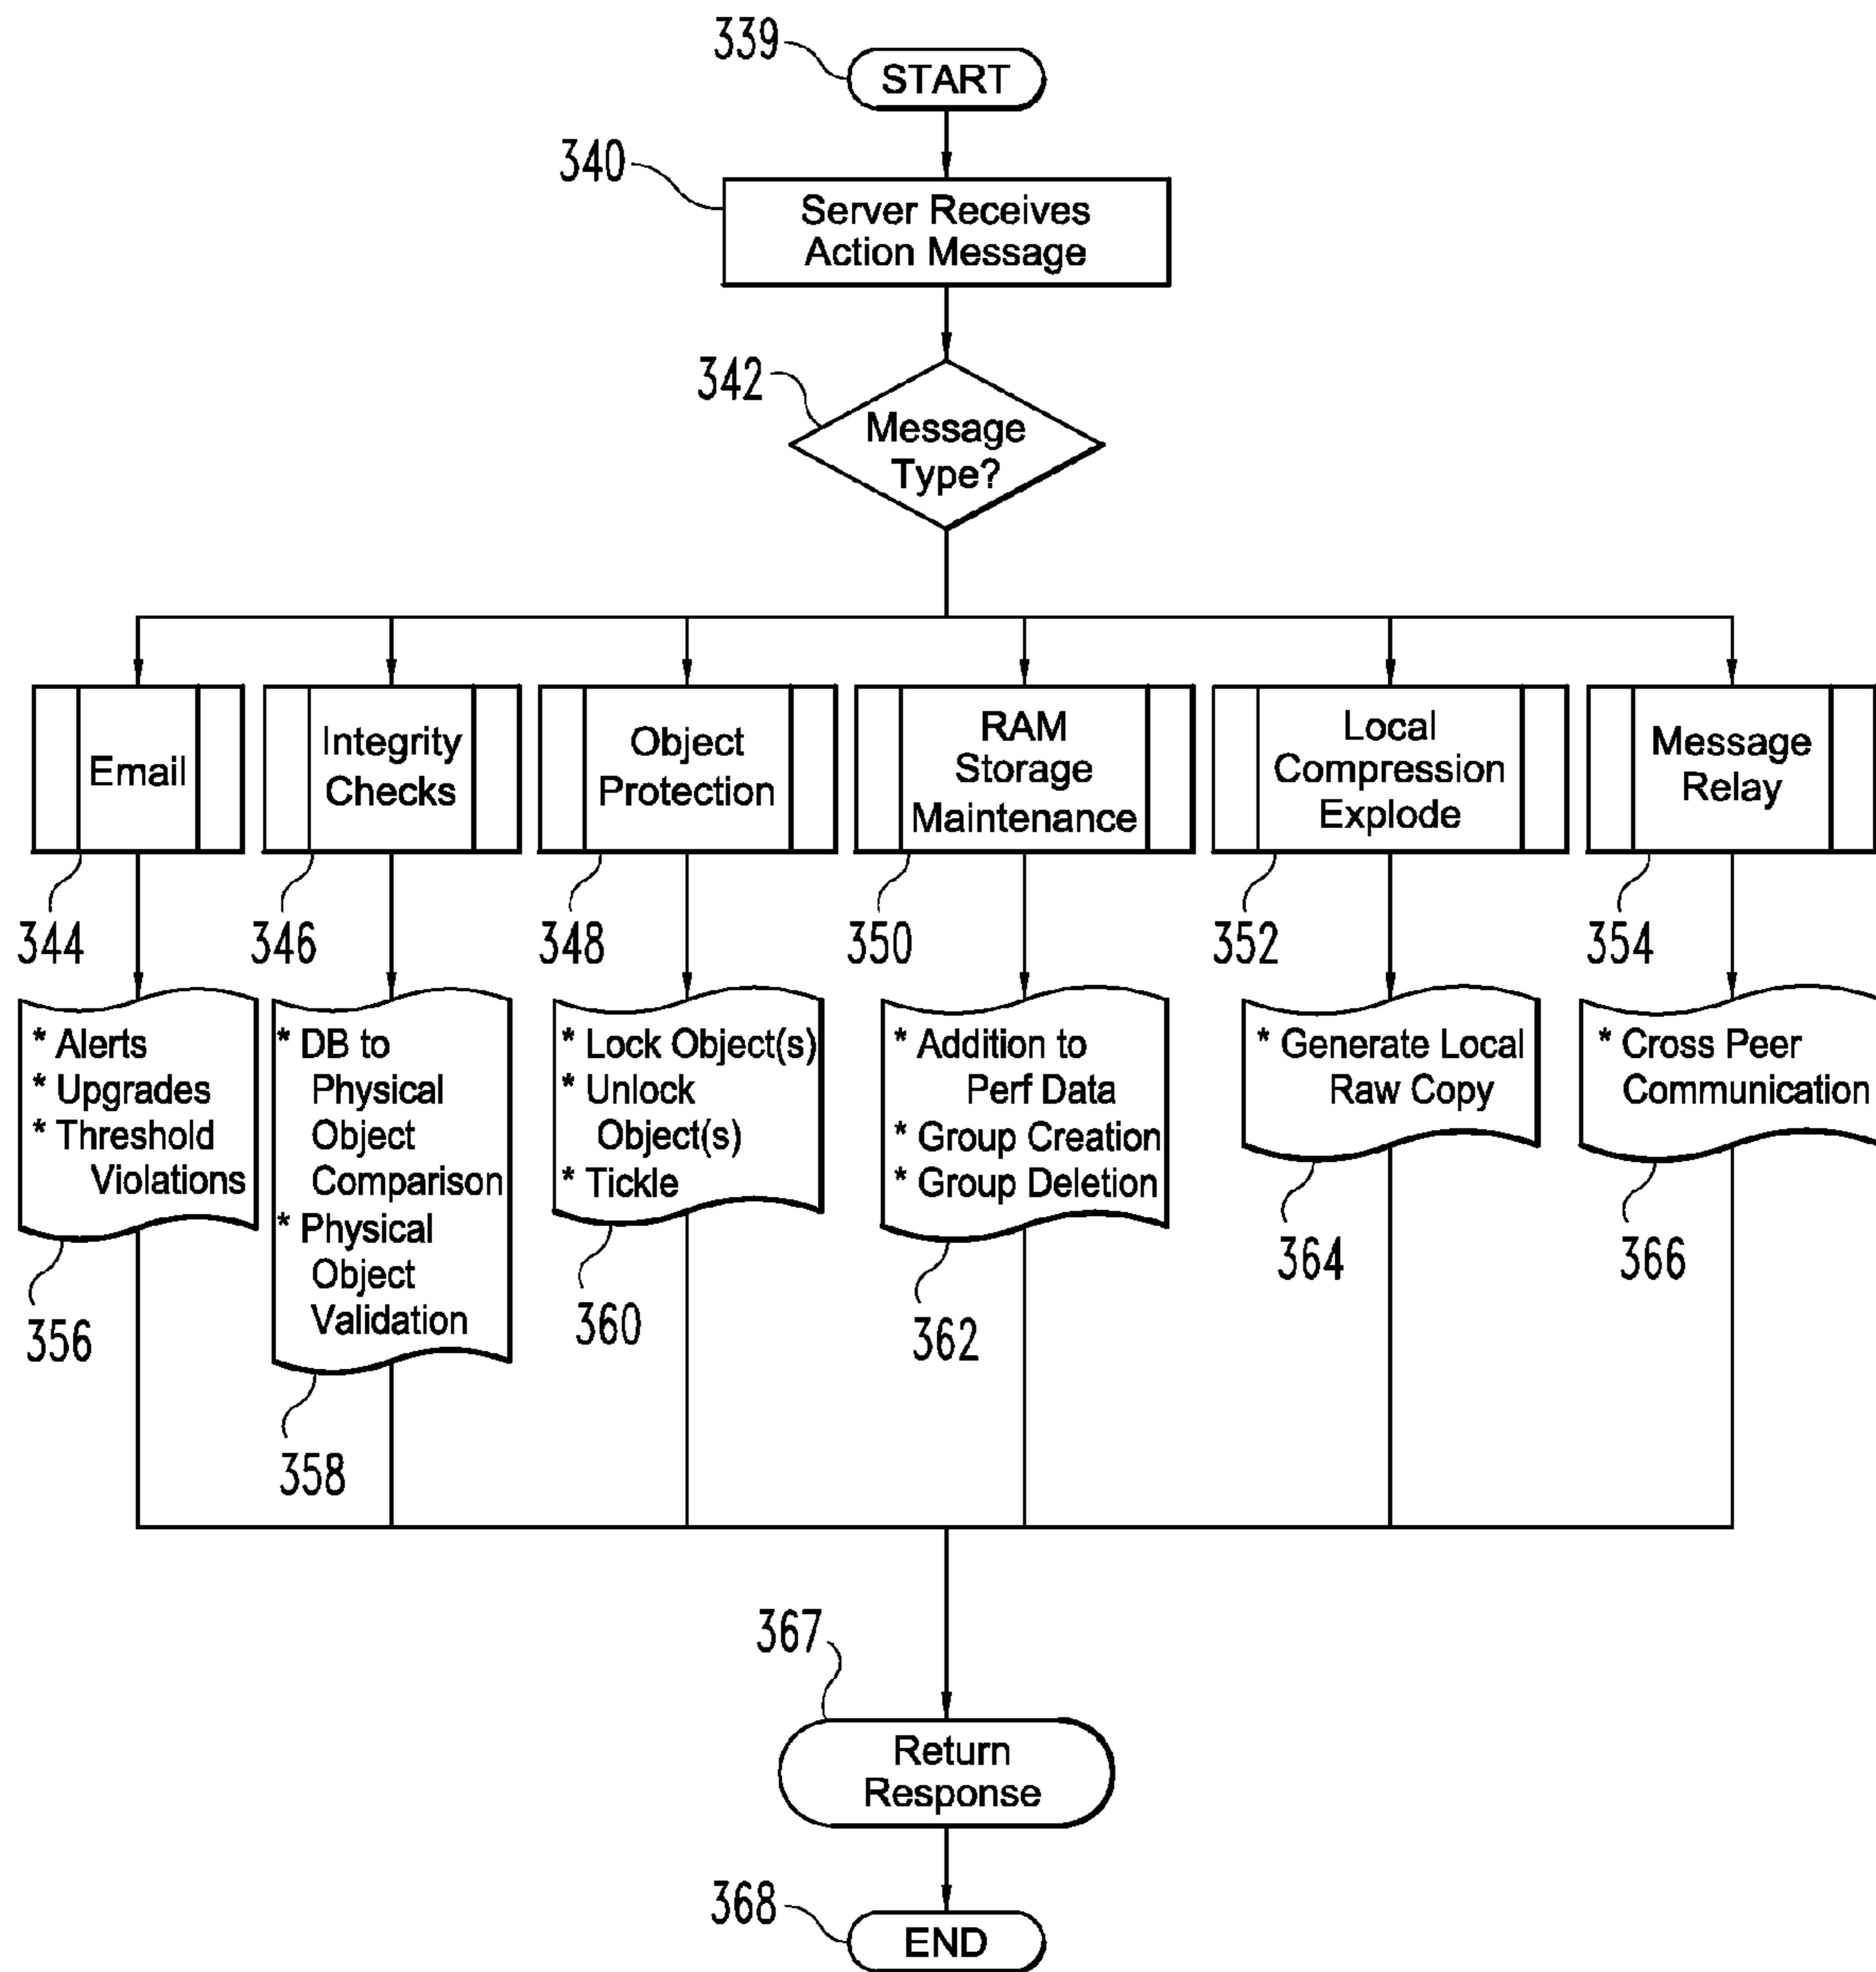 339
START
340
Server Receives
Action Message
342
Message
Type?
Email
Integrity
Checks
Object
Protection
RAM
Storage
Maintenance
Local
Compression
Explode
Message
Relay
344
346
348
350
352
354
* Alerts
* Upgrades
* Threshold
Violations
* DB to
Physical
Object
Comparison
* Physical
Object
Validation
* Lock Object(s)
* Unlock
Object(s)
* Tickle
* Addition to
Perf Data
* Group Creation
* Group Deletion
* Generate Local
Raw Copy
* Cross Peer
Communication
356
358
360
362
364
366
367
Return
Response
368
END